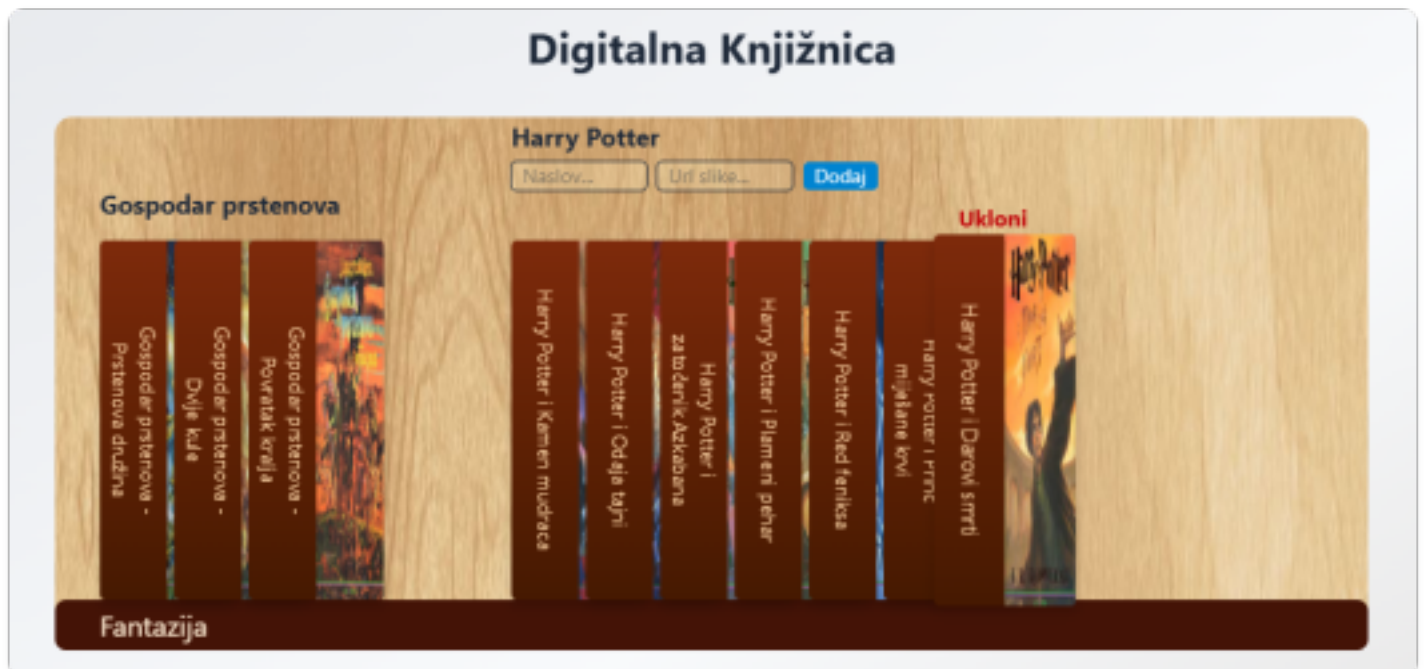 Digitalna Knjižnica
Harry Potter
Naslov...
Url slike...
Dodaj
Gospodar prstenova
Ukloni
Gospodar prstenova -
Prstenova družina
Gospodar prstenova -
Dvije kule
Gospodar prstenova -
Povratak kralja
Harry Potter i Kamen mudraca
Harry Potter i Odaja tajni
Harry Potter i
zatočenik Azkabana
Harry Potter i Plameni pehar
Harry Potter i Red feniksa
Harry Potter i Princ
miješane krvi
Harry Potter i Darovi smrti
Harry Potter
Fantazija